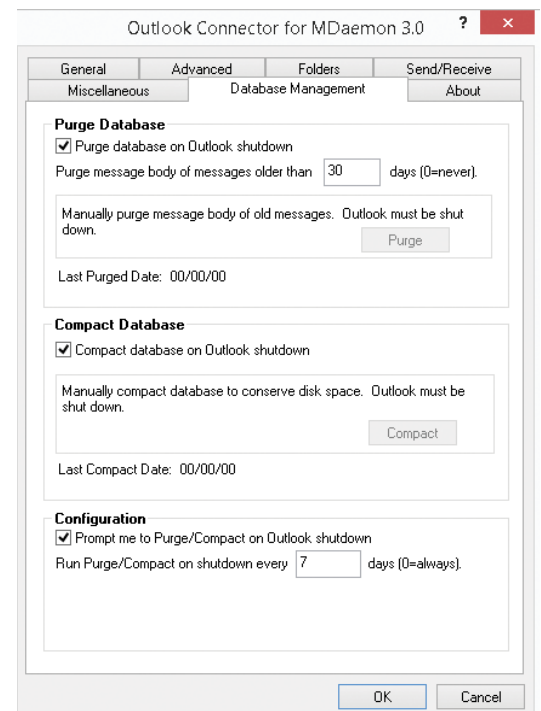 Outlook Connector for MDaemon 3.0 ? ×
General Advanced Folders Send/Receive
Miscellaneous Database Management About
Purge Database
Purge database on Outlook shutdown
Purge message body of messages older than 30 days (0=never).
Manually purge message body of old messages. Outlook must be shut
down.
Purge
Last Purged Date: 00/00/00
Compact Database
Compact database on Outlook shutdown
Manually compact database to conserve disk space. Outlook must be
shut down.
Compact
Last Compact Date: 00/00/00
Configuration
Prompt me to Purge/Compact on Outlook shutdown
Run Purge/Compact on shutdown every 7 days (0=always).
OK Cancel